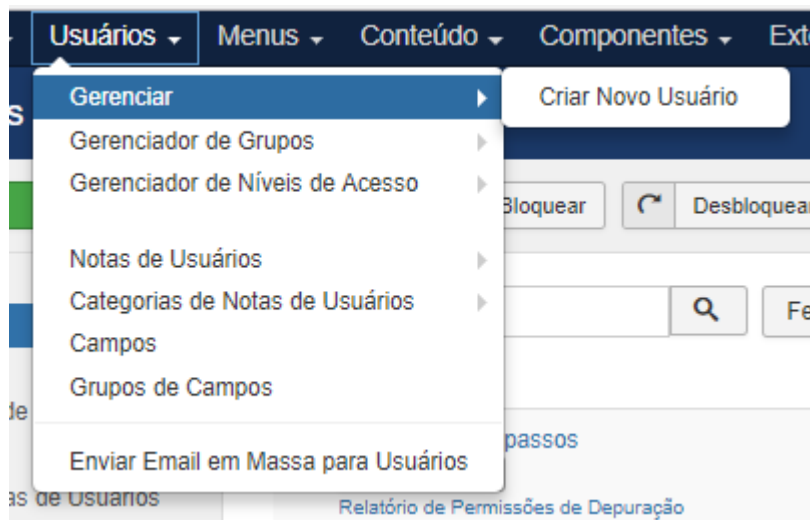 Usuários Menus Conteúdo Componentes
Gerenciar
Criar Novo Usuário
Gerenciador de Grupos
Gerenciador de Níveis de Acesso
Bloquear Desbloquear
Notas de Usuários
Categorias de Notas de Usuários
Campos
Grupos de Campos
de
passos
Enviar Email em Massa para Usuários
de Usuários
Relatório de Permissões de Depuração